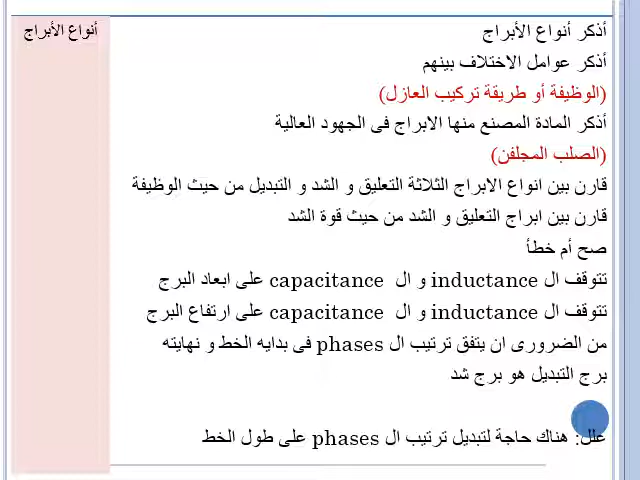 أنواع الأبراج
أذكر أنواع الأبراج
أذكر عوامل الاختلاف بينهم
(الوظيفة أو طريقة تركيب العازل)
أذكر المادة المصنع منها الابراج فى الجهود العالية
(الصلب المجلفن)
قارن بين انواع الابراج الثلاثة التعليق و الشد و التبديل من حيث الوظيفة
قارن بين ابراج التعليق و الشد من حيث قوة الشد
صح أم خطأ
تتوقف ال inductance و ال capacitance على ابعاد البرج
تتوقف ال inductance و ال capacitance على ارتفاع البرج
من الضرورى ان يتفق ترتيب ال phases فى بدايه الخط و نهايته
برج التبديل هو برج شد
علل: هناك حاجة لتبديل ترتيب ال phases على طول الخط